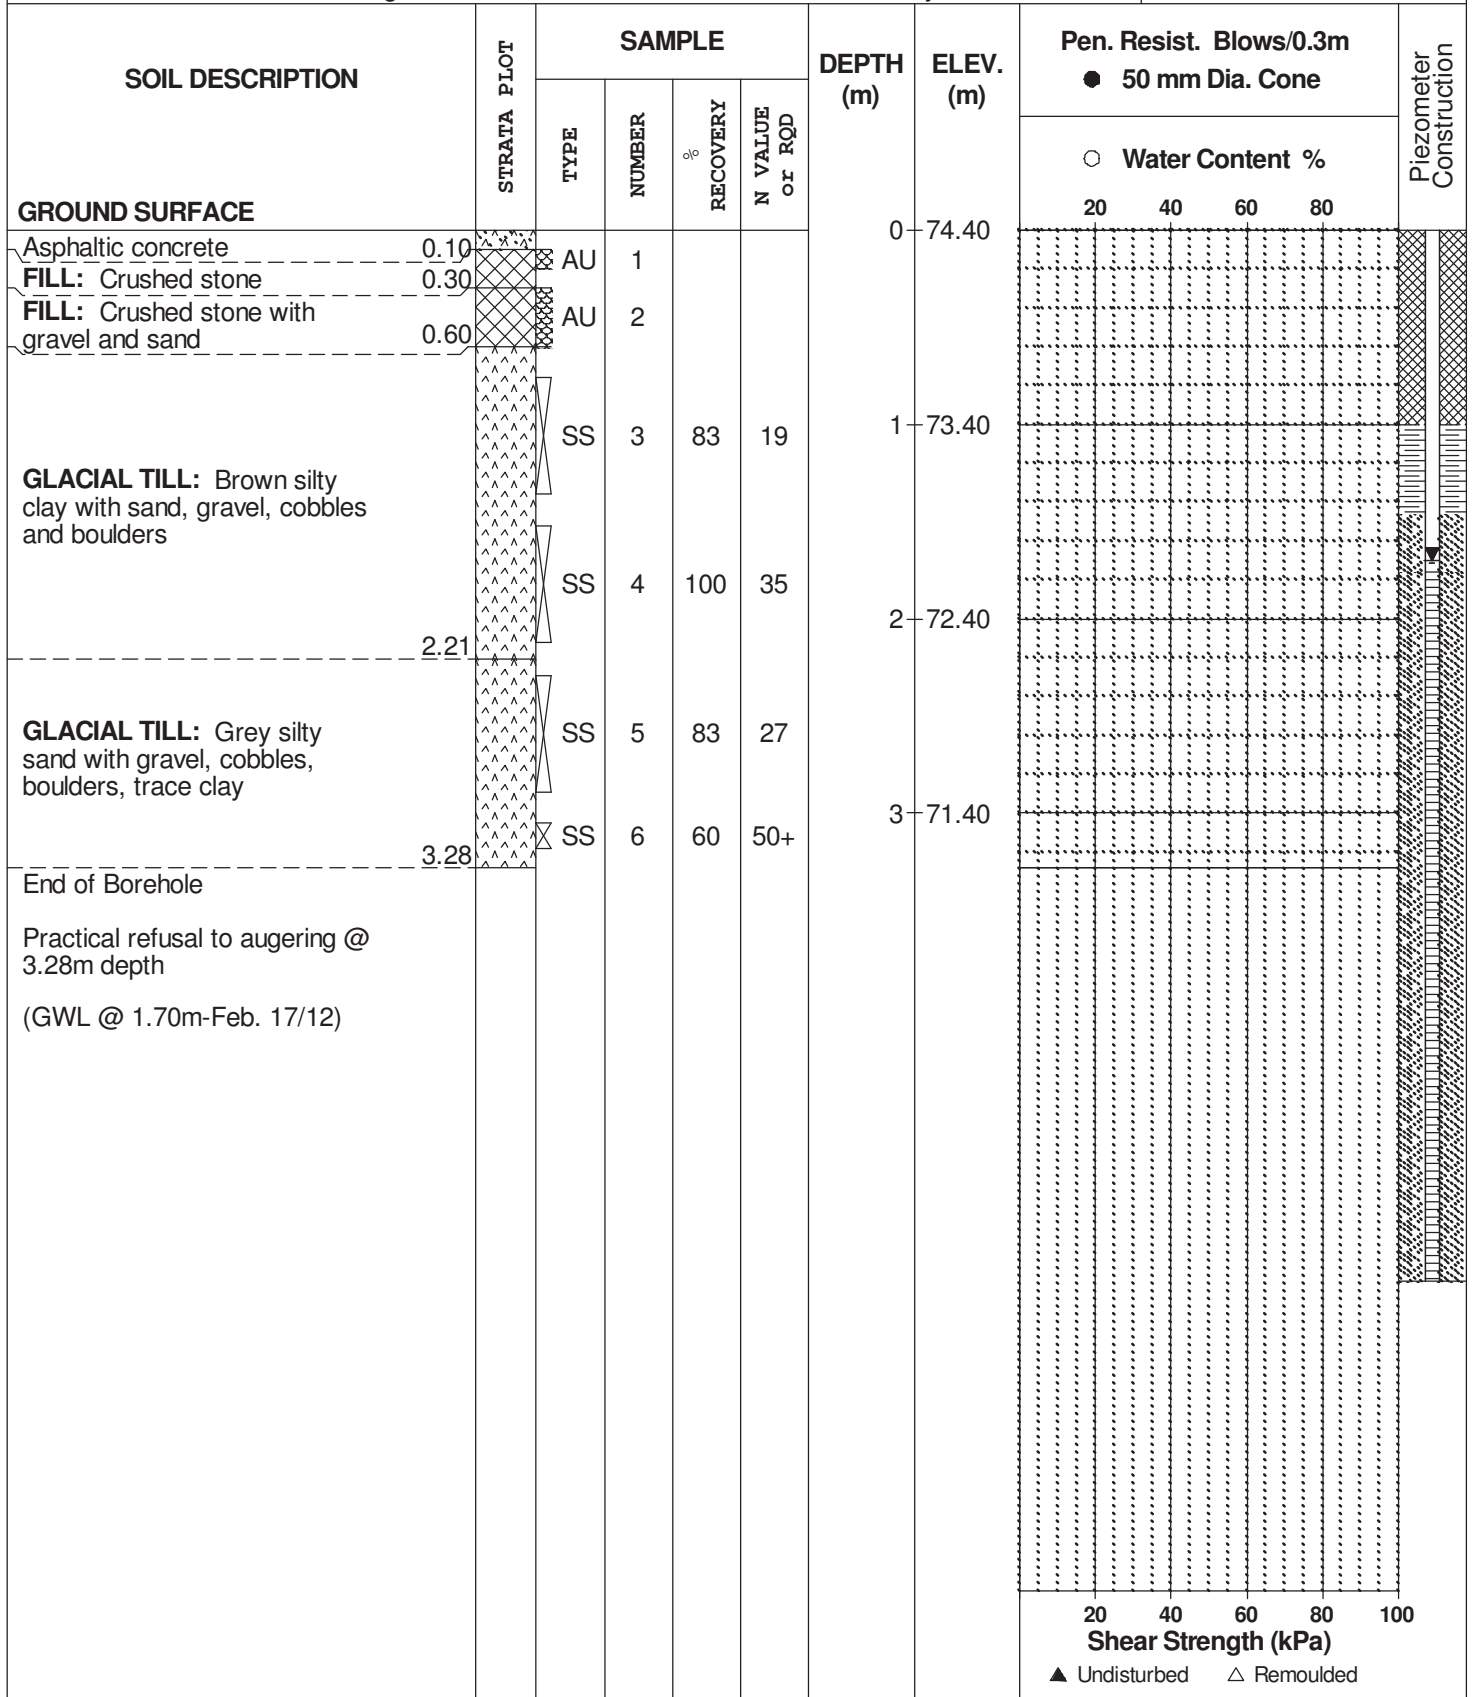 SOIL DESCRIPTION
STRATA PLOT
SAMPLE
TYPE
NUMBER
% RECOVERY
N VALUE or RQD
DEPTH (m)
ELEV. (m)
Pen. Resist. Blows/0.3m
● 50 mm Dia. Cone
○ Water Content %
20 40 60 80
Piezometer Construction
GROUND SURFACE
0 74.40
Asphaltic concrete 0.10
AU 1
FILL: Crushed stone 0.30
FILL: Crushed stone with
gravel and sand 0.60
AU 2
SS 3 83 19
1 73.40
GLACIAL TILL: Brown silty
clay with sand, gravel, cobbles
and boulders
SS 4 100 35
2 72.40
2.21
GLACIAL TILL: Grey silty
sand with gravel, cobbles,
boulders, trace clay
SS 5 83 27
3 71.40
SS 6 60 50+
3.28
End of Borehole
Practical refusal to augering @
3.28m depth
(GWL @ 1.70m-Feb. 17/12)
20 40 60 80 100
Shear Strength (kPa)
▲ Undisturbed △ Remoulded